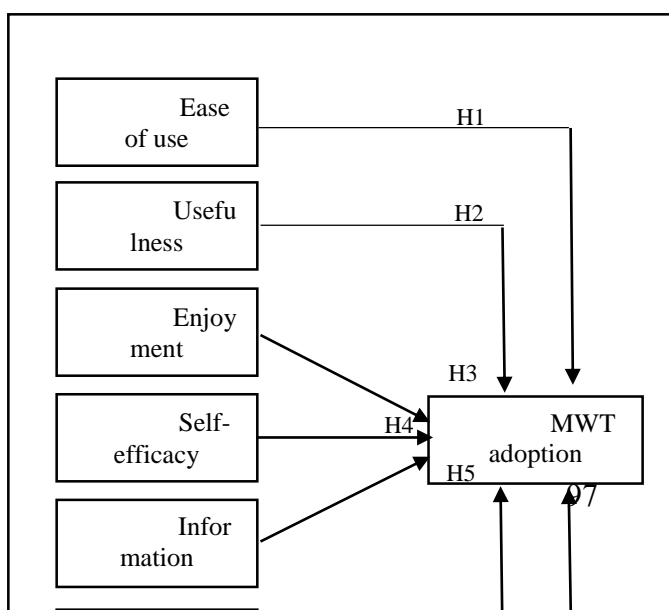 Ease
of use
H1
Usefu
lness
H2
Enjoy
ment
H3
Self-
efficacy
H4
MWT
adoption
H5
97
Infor
mation